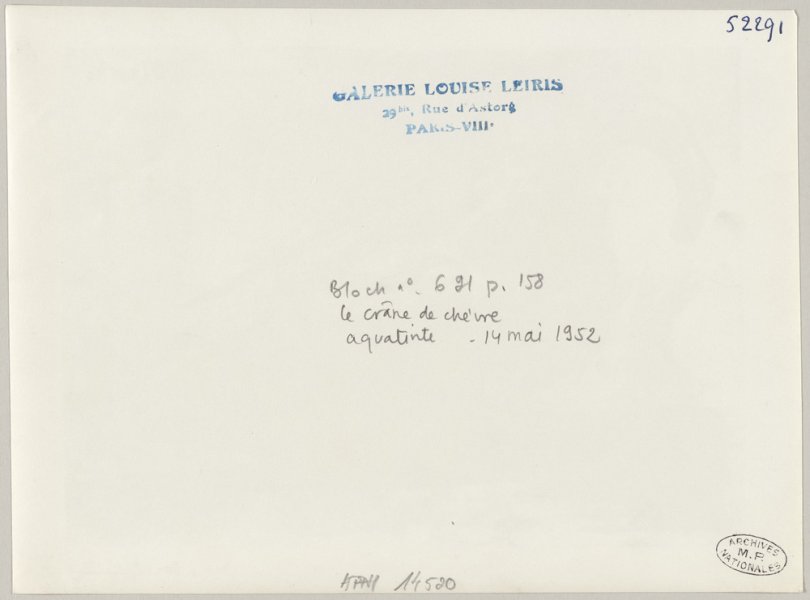 52291
GALERIE LOUISE LEIRIS
29bis, Rue d'Astorg
PARIS-VIIIe
Bloch n°. 691 p. 158
le crâne de chèvre
aquatinte - 14 mai 1952
ARCHIVES
M.P.
NATIONALES
APPH 14520